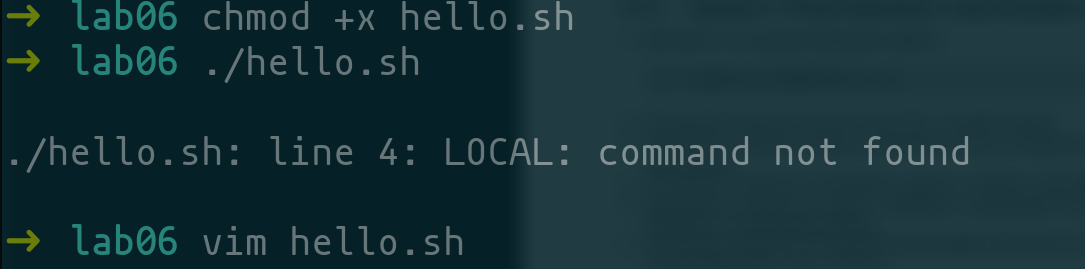 ➜ lab06 chmod +x hello.sh
➜ lab06 ./hello.sh
./hello.sh: line 4: LOCAL: command not found
➜ lab06 vim hello.sh